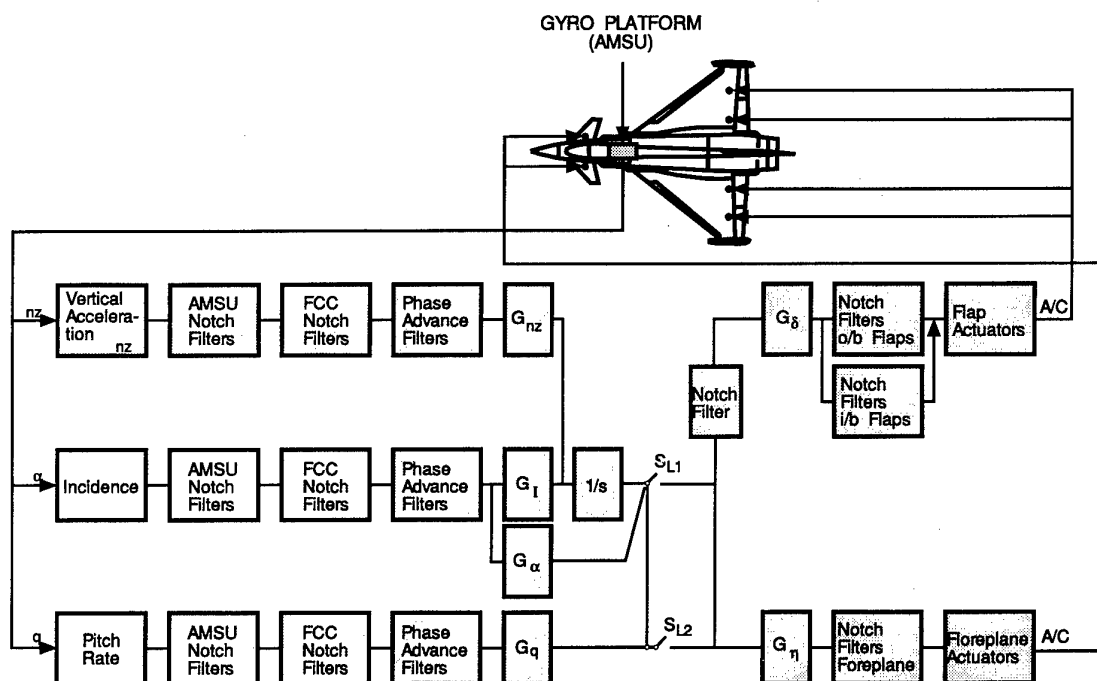 GYRO PLATFORM
(AMSU)
nz
Vertical
Accelera-
tion
nz
AMSU
Notch
Filters
FCC
Notch
Filters
Phase
Advance
Filters
Gnz
Notch
Filter
Gδ
Notch
Filters
o/b Flaps
Notch
Filters
i/b Flaps
Flap
Actuators
A/C
α
Incidence
AMSU
Notch
Filters
FCC
Notch
Filters
Phase
Advance
Filters
GI
1/s
SL1
Gα
q
Pitch
Rate
AMSU
Notch
Filters
FCC
Notch
Filters
Phase
Advance
Filters
Gq
SL2
Gη
Notch
Filters
Foreplane
Floreplane
Actuators
A/C